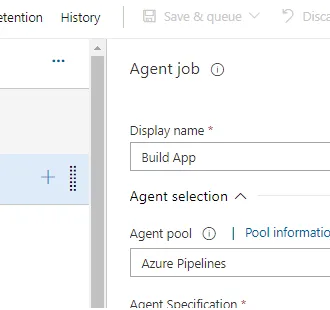 etention History Save & queue Disca
Agent job
Display name *
Build App
Agent selection
Agent pool | Pool informatio
Azure Pipelines
Agent Specification *